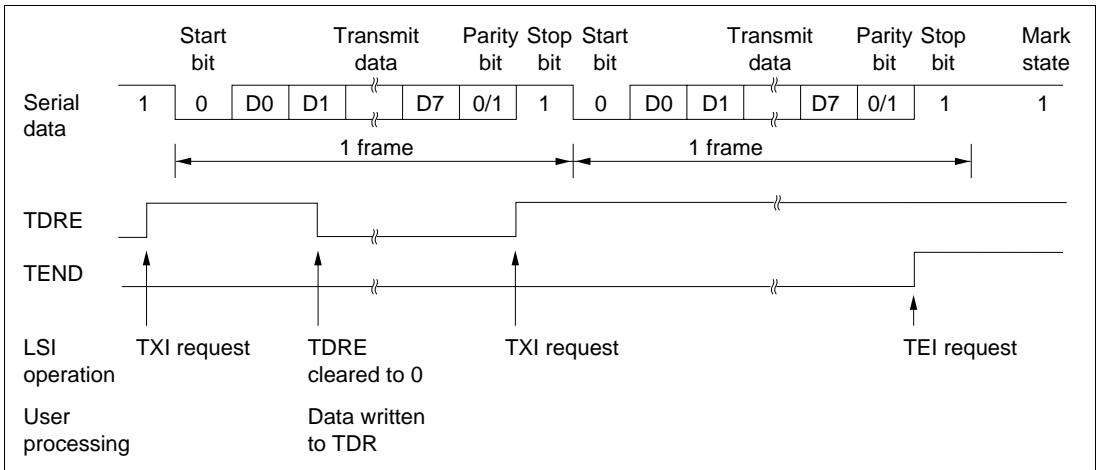 Start bit Transmit data Parity bit Stop bit Start bit Transmit data Parity bit Stop bit Mark state
Serial data 1 0 D0 D1 D7 0/1 1 0 D0 D1 D7 0/1 1 1
1 frame 1 frame
TDRE
TEND
LSI operation TXI request TDRE cleared to 0 TXI request TEI request
User processing Data written to TDR